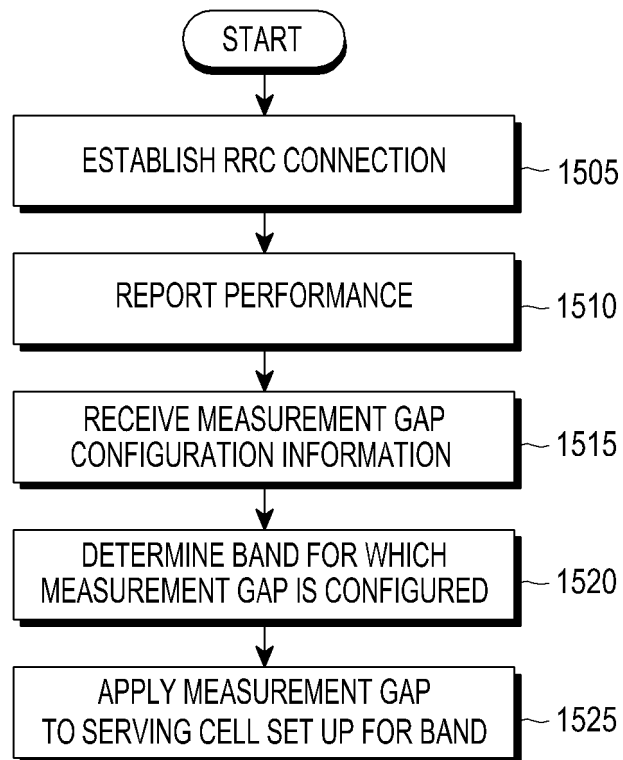 START
ESTABLISH RRC CONNECTION
1505
REPORT PERFORMANCE
1510
RECEIVE MEASUREMENT GAP
CONFIGURATION INFORMATION
1515
DETERMINE BAND FOR WHICH
MEASUREMENT GAP IS CONFIGURED
1520
APPLY MEASUREMENT GAP
TO SERVING CELL SET UP FOR BAND
1525